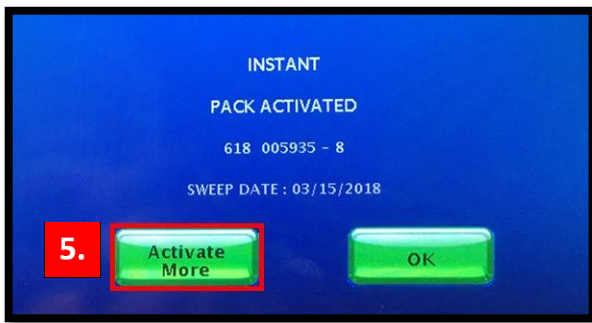 INSTANT
PACK ACTIVATED
618 005935 - 8
SWEEP DATE : 03/15/2018
5.
Activate
More
OK